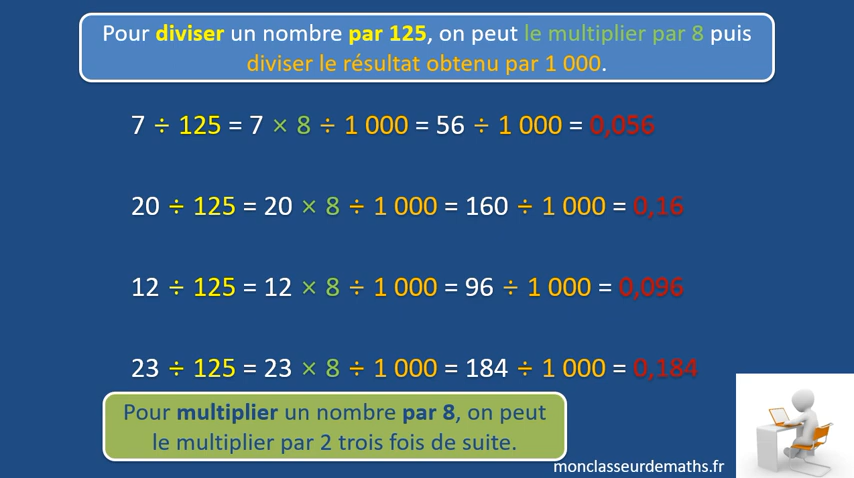 Pour diviser un nombre par 125, on peut le multiplier par 8 puis
diviser le résultat obtenu par 1 000.
7 ÷ 125 = 7 × 8 ÷ 1 000 = 56 ÷ 1 000 = 0,056
20 ÷ 125 = 20 × 8 ÷ 1 000 = 160 ÷ 1 000 = 0,16
12 ÷ 125 = 12 × 8 ÷ 1 000 = 96 ÷ 1 000 = 0,096
23 ÷ 125 = 23 × 8 ÷ 1 000 = 184 ÷ 1 000 = 0,184
Pour multiplier un nombre par 8, on peut
le multiplier par 2 trois fois de suite.
monclasseurdemaths.fr